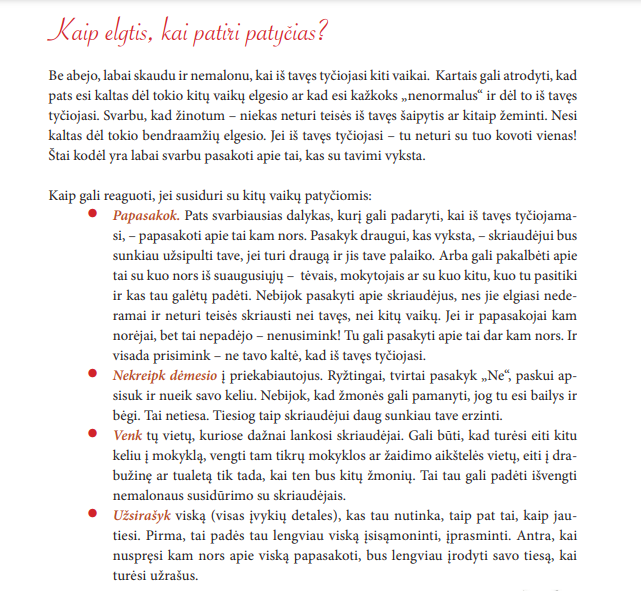 Kaip elgtis, kai patiri patyčias?
Be abejo, labai skaudu ir nemalonu, kai iš tavęs tyčiojasi kiti vaikai. Kartais gali atrodyti, kad
pats esi kaltas dėl tokio kitų vaikų elgesio ar kad esi kažkoks „nenormalus“ ir dėl to iš tavęs
tyčiojasi. Svarbu, kad žinotum – niekas neturi teisės iš tavęs šaipytis ar kitaip žeminti. Nesi
kaltas dėl tokio bendraamžių elgesio. Jei iš tavęs tyčiojasi – tu neturi su tuo kovoti vienas!
Štai kodėl yra labai svarbu pasakoti apie tai, kas su tavimi vyksta.
Kaip gali reaguoti, jei susiduri su kitų vaikų patyčiomis:
● Papasakok. Pats svarbiausias dalykas, kurį gali padaryti, kai iš tavęs tyčiojama-
si, – papasakoti apie tai kam nors. Pasakyk draugui, kas vyksta, – skriaudėjui bus
sunkiau užsipulti tave, jei turi draugą ir jis tave palaiko. Arba gali pakalbėti apie
tai su kuo nors iš suaugusiųjų – tėvais, mokytojais ar su kuo kitu, kuo tu pasitiki
ir kas tau galėtų padėti. Nebijok pasakyti apie skriaudėjus, nes jie elgiasi nede-
ramai ir neturi teisės skriausti nei tavęs, nei kitų vaikų. Jei ir papasakojai kam
norėjai, bet tai nepadėjo – nenusimink! Tu gali pasakyti apie tai dar kam nors. Ir
visada prisimink – ne tavo kaltė, kad iš tavęs tyčiojasi.
● Nekreipk dėmesio į priekabiautojus. Ryžtingai, tvirtai pasakyk „Ne“, paskui ap-
sisuk ir nueik savo keliu. Nebijok, kad žmonės gali pamanyti, jog tu esi bailys ir
bėgi. Tai netiesa. Tiesiog taip skriaudėjui daug sunkiau tave erzinti.
● Venk tų vietų, kuriose dažnai lankosi skriaudėjai. Gali būti, kad turėsi eiti kitu
keliu į mokyklą, vengti tam tikrų mokyklos ar žaidimo aikštelės vietų, eiti į dra-
bužinę ar tualetą tik tada, kai ten bus kitų žmonių. Tai tau gali padėti išvengti
nemalonaus susidūrimo su skriaudėjais.
● Užsirašyk viską (visas įvykių detales), kas tau nutinka, taip pat tai, kaip jau-
tiesi. Pirma, tai padės tau lengviau viską įsisąmoninti, įprasminti. Antra, kai
nuspręsi kam nors apie viską papasakoti, bus lengviau įrodyti savo tiesą, kai
turėsi užrašus.